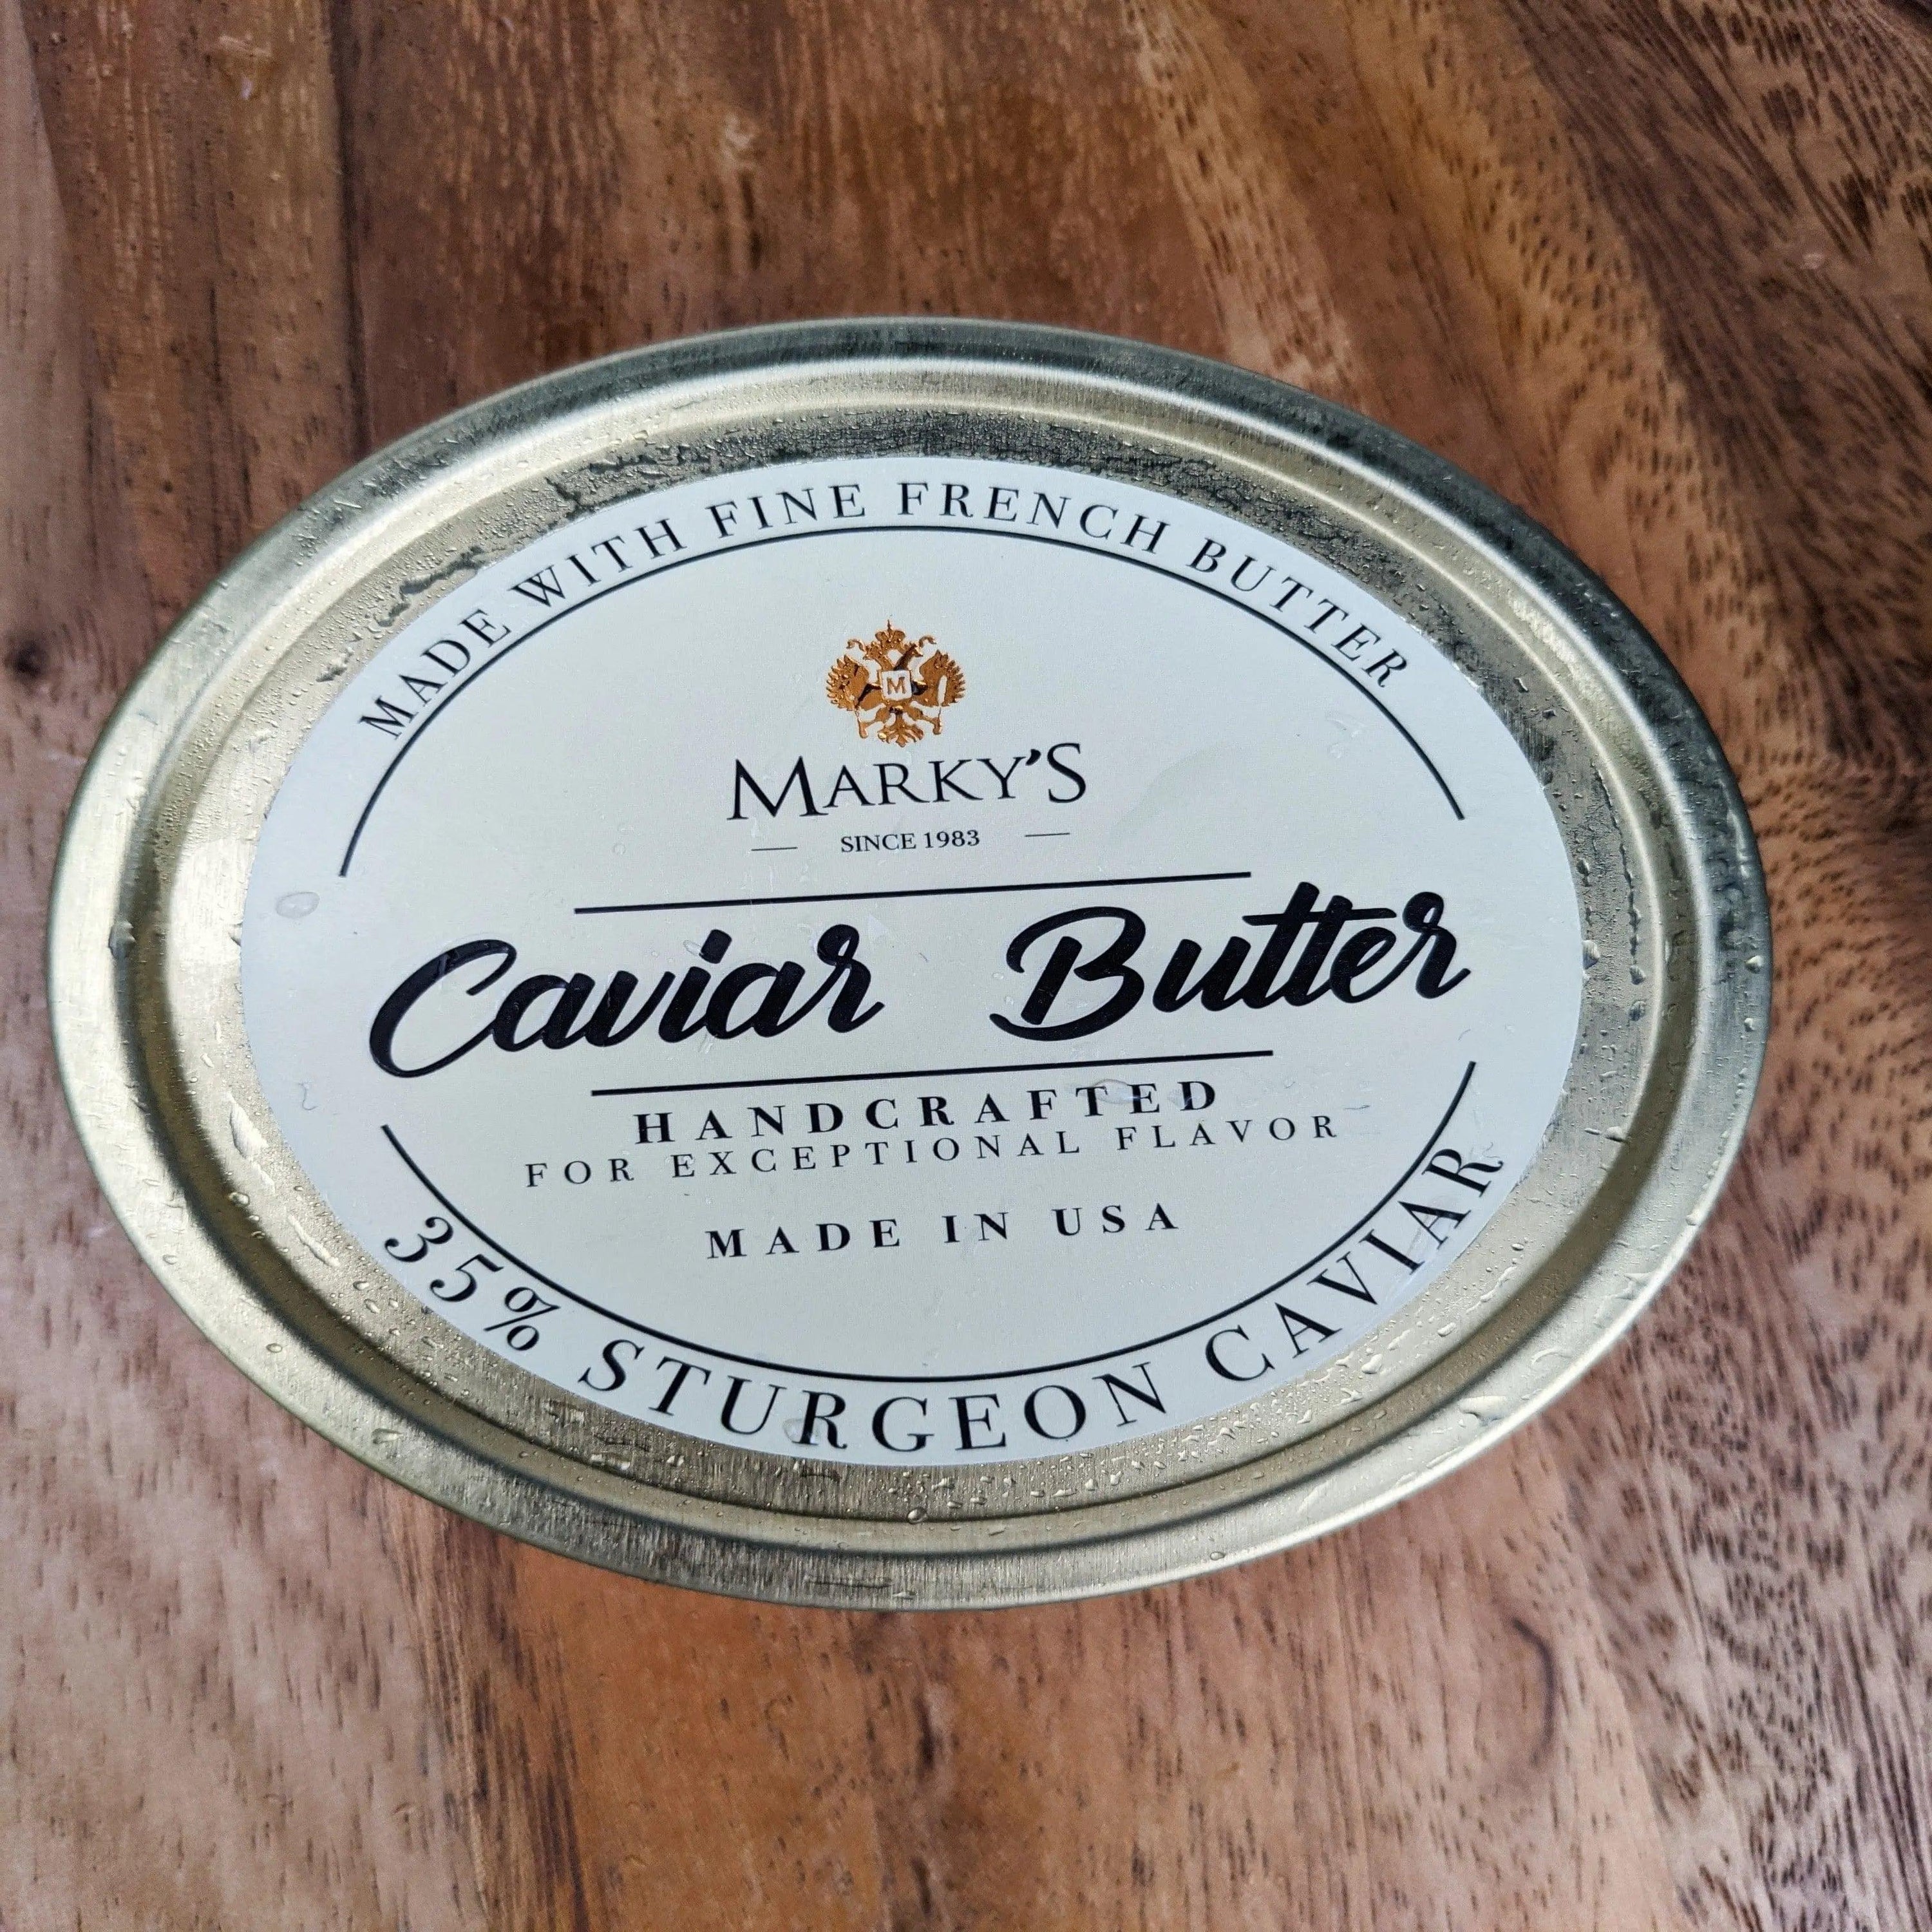 MADE WITH FINE FRENCH BUTTER
M
MARKY'S
SINCE 1983
Caviar Butter
HANDCRAFTED
FOR EXCEPTIONAL FLAVOR
MADE IN USA
35% STURGEON CAVIAR